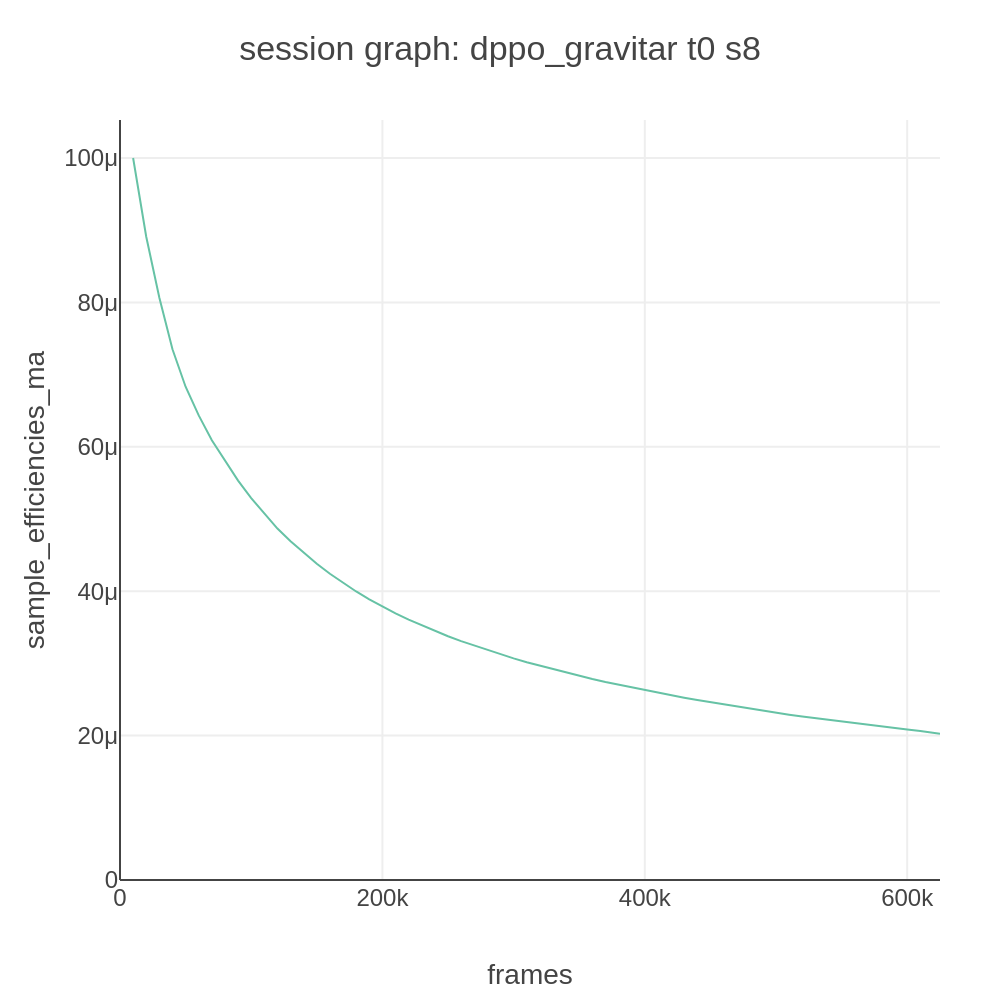 session graph: dppo_gravitar t0 s8
100μ
80μ
60μ
40μ
20μ
0
0
200k
400k
600k
sample_efficiencies_ma
frames